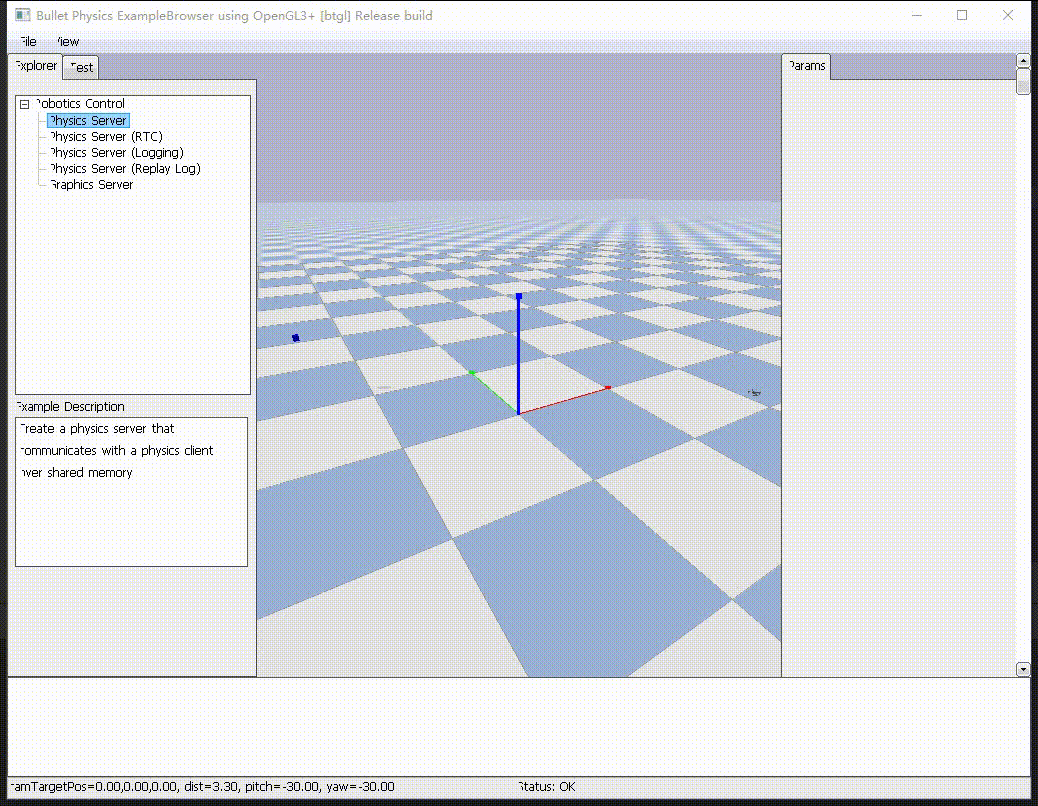 Bullet Physics ExampleBrowser using OpenGL3+ [btgl] Release build
File View
Explorer Test
Params
Robotics Control
Physics Server
Physics Server (RTC)
Physics Server (Logging)
Physics Server (Replay Log)
Graphics Server
Example Description
Create a physics server that
communicates with a physics client
over shared memory
camTargetPos=0.00,0.00,0.00, dist=3.30, pitch=-30.00, yaw=-30.00
Status: OK